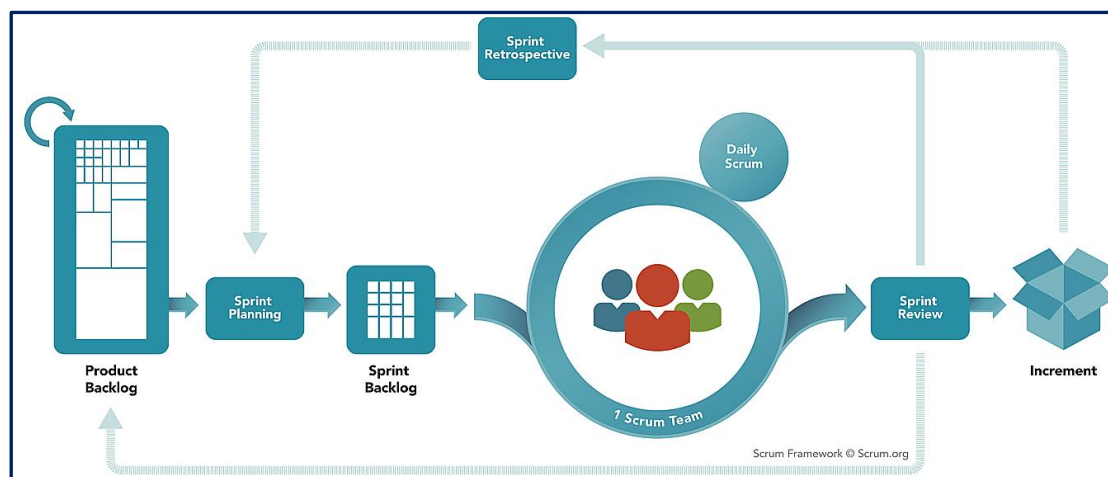 Sprint
Retrospective
Daily
Scrum
Sprint
Planning
Sprint
Review
Product
Backlog
Sprint
Backlog
1 Scrum Team
Increment
Scrum Framework © Scrum.org